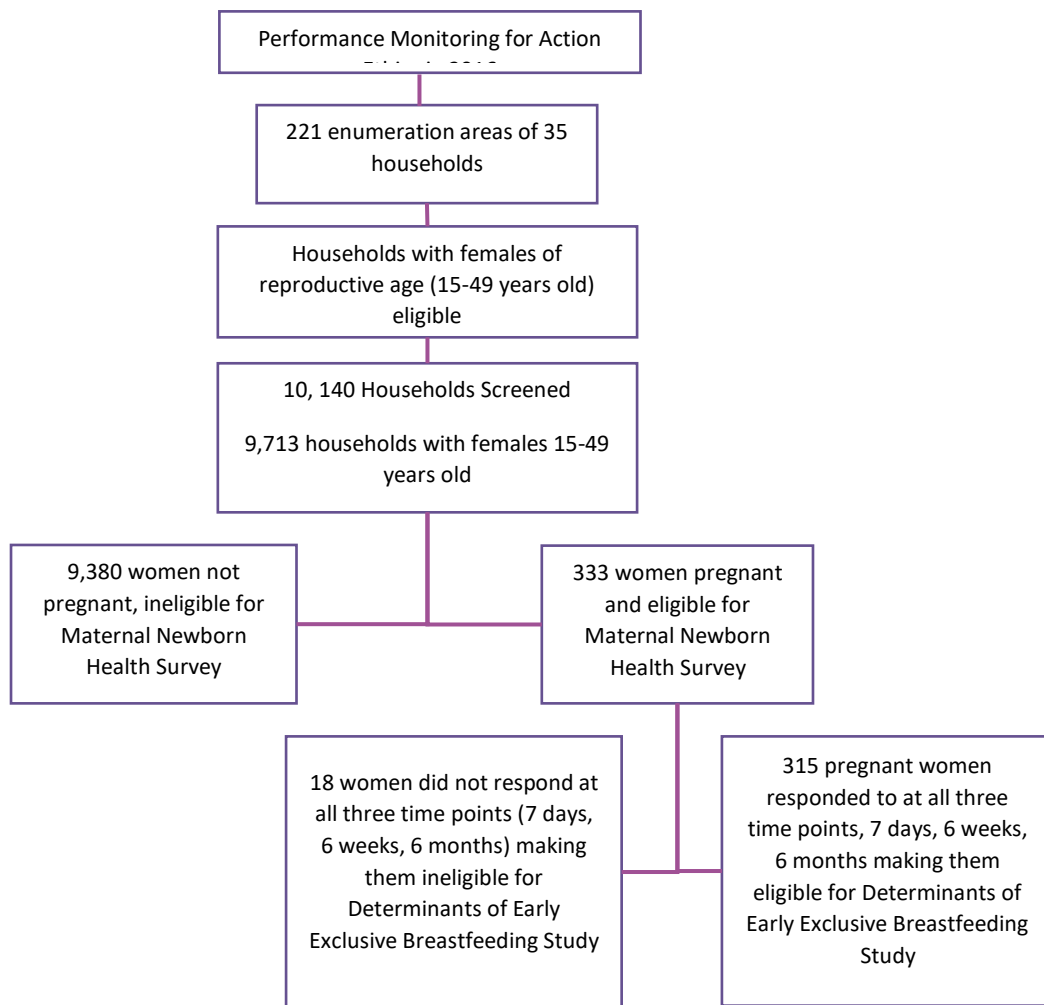 Performance Monitoring for Action
221 enumeration areas of 35
households
Households with females of
reproductive age (15-49 years old)
eligible
10, 140 Households Screened
9,713 households with females 15-49
years old
9,380 women not
pregnant, ineligible for
Maternal Newborn
Health Survey
333 women pregnant
and eligible for
Maternal Newborn
Health Survey
18 women did not respond at
all three time points (7 days,
6 weeks, 6 months) making
them ineligible for
Determinants of Early
Exclusive Breastfeeding Study
315 pregnant women
responded to at all three
time points, 7 days, 6 weeks,
6 months making them
eligible for Determinants of
Early Exclusive Breastfeeding
Study